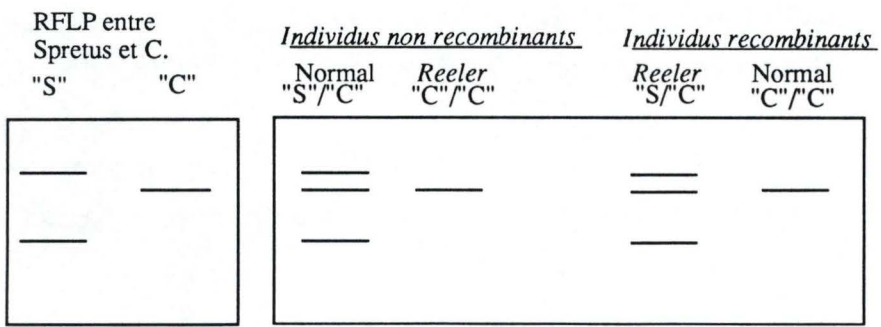 RFLP entre
Spretus et C.
"S" "C"
Individus non recombinants
Normal Reeler
"S"/"C" "C"/"C"
Individus recombinants
Reeler Normal
"S/"C" "C"/"C"